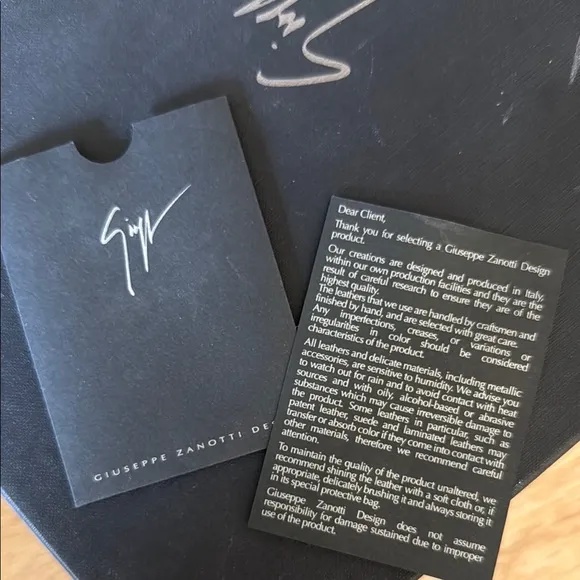 Giuseppe
GIUSEPPE ZANOTTI DE
Dear Client,
Thank you for selecting a Giuseppe Zanotti Design
product.
Our creations are designed and produced in Italy,
within our own production facilities and they are the
result of careful research to ensure they are of the
highest quality.
The leathers that we use are handled by craftsmen and
finished by hand, and are selected with great care.
Any imperfections, creases, or variations or
irregularities in color should be considered
characteristics of the product.
All leathers and delicate materials, including metallic
accessories, are sensitive to humidity. We advise you
to watch out for rain and to avoid contact with heat
sources and with oily, alcohol-based or abrasive
substances which may cause irreversible damage to
the product. Some leathers in particular, such as
patent leather, suede and laminated leathers may
transfer or absorb color if they come into contact with
other materials, therefore we recommend careful
attention.
To maintain the quality of the product unaltered, we
recommend shining the leather with a soft cloth or, if
appropriate, delicately brushing it and always storing it
in its special protective bag.
Giuseppe Zanotti Design does not assume
responsibility for damage sustained due to improper
use of the product.